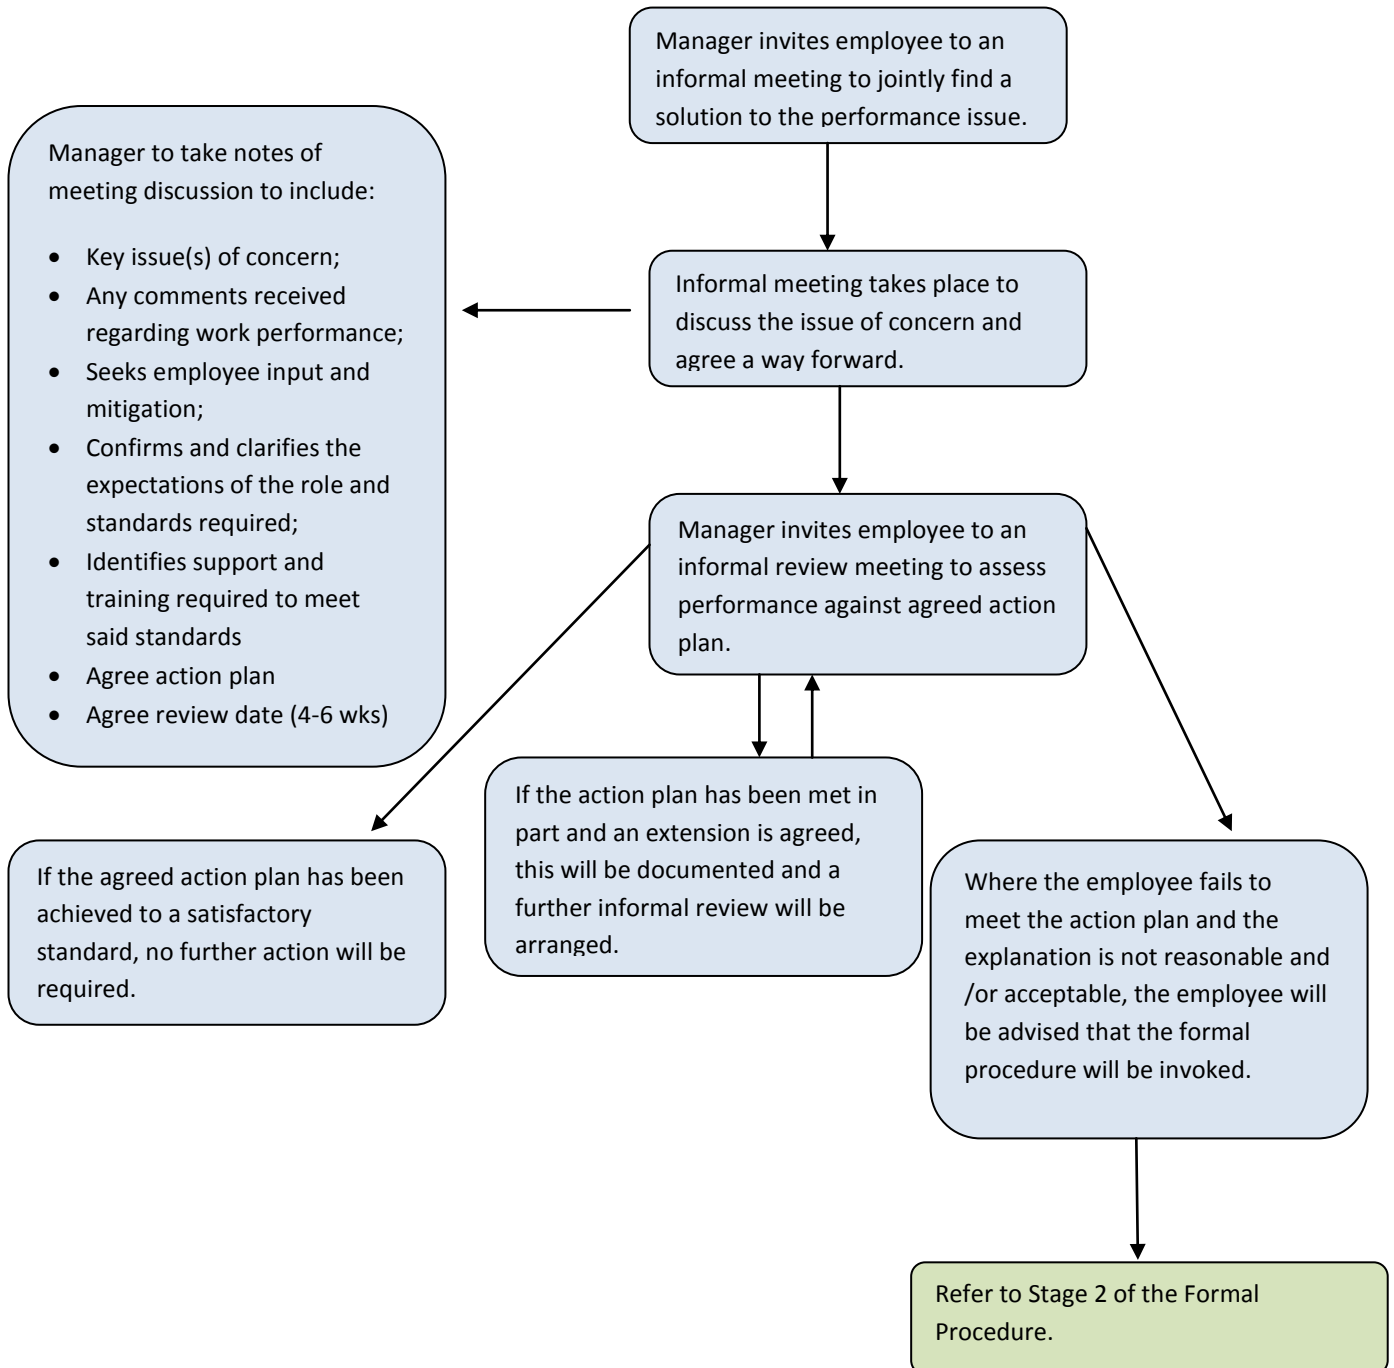 Manager invites employee to an
informal meeting to jointly find a
solution to the performance issue.
Manager to take notes of
meeting discussion to include:
• Key issue(s) of concern;
• Any comments received
regarding work performance;
• Seeks employee input and
mitigation;
• Confirms and clarifies the
expectations of the role and
standards required;
• Identifies support and
training required to meet
said standards
• Agree action plan
• Agree review date (4-6 wks)
Informal meeting takes place to
discuss the issue of concern and
agree a way forward.
Manager invites employee to an
informal review meeting to assess
performance against agreed action
plan.
If the agreed action plan has been
achieved to a satisfactory
standard, no further action will be
required.
If the action plan has been met in
part and an extension is agreed,
this will be documented and a
further informal review will be
arranged.
Where the employee fails to
meet the action plan and the
explanation is not reasonable and
/or acceptable, the employee will
be advised that the formal
procedure will be invoked.
Refer to Stage 2 of the Formal
Procedure.